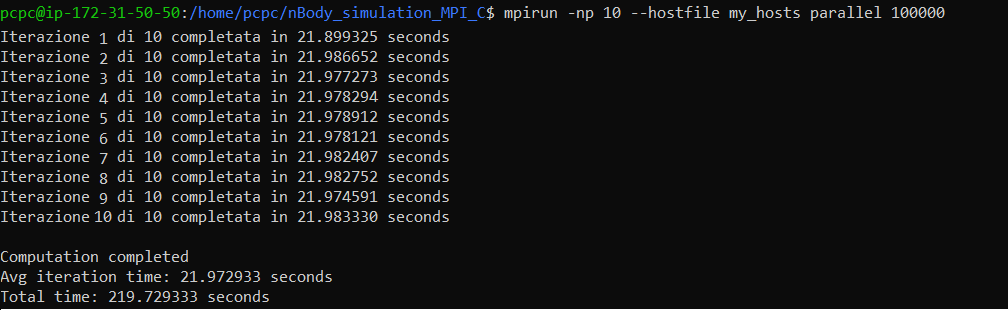 pcpc@ip-172-31-50-50:/home/pcpc/nBody_simulation_MPI_C$ mpirun -np 10 --hostfile my_hosts parallel 100000
Iterazione 1 di 10 completata in 21.899325 seconds
Iterazione 2 di 10 completata in 21.986652 seconds
Iterazione 3 di 10 completata in 21.977273 seconds
Iterazione 4 di 10 completata in 21.978294 seconds
Iterazione 5 di 10 completata in 21.978912 seconds
Iterazione 6 di 10 completata in 21.978121 seconds
Iterazione 7 di 10 completata in 21.982407 seconds
Iterazione 8 di 10 completata in 21.982752 seconds
Iterazione 9 di 10 completata in 21.974591 seconds
Iterazione 10 di 10 completata in 21.983330 seconds
Computation completed
Avg iteration time: 21.972933 seconds
Total time: 219.729333 seconds